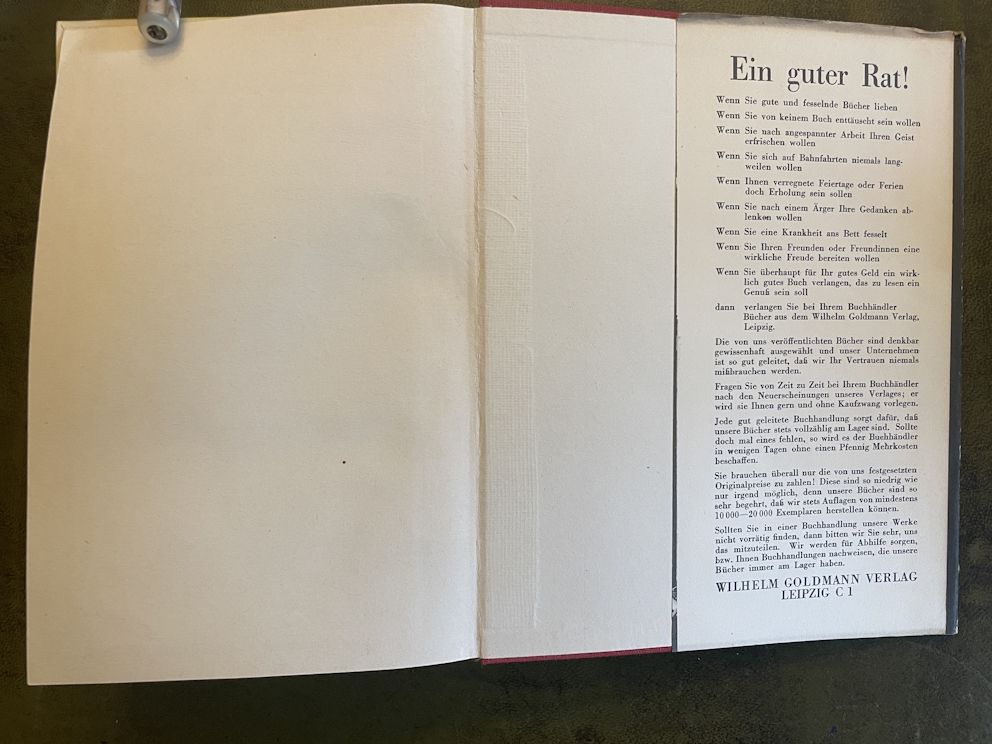 Ein guter Rat!
Wenn Sie gute und fesselnde Bücher lieben
Wenn Sie von keinem Buch enttäuscht sein wollen
Wenn Sie nach angespannter Arbeit Ihren Geist
erfrischen wollen
Wenn Sie sich auf Bahnfahrten niemals lang-
weilen wollen
Wenn Ihnen verregnete Feiertage oder Ferien
doch Erholung sein sollen
Wenn Sie nach einem Ärger Ihre Gedanken ab-
lenken wollen
Wenn Sie eine Krankheit ans Bett fesselt
Wenn Sie Ihren Freunden oder Freundinnen eine
wirkliche Freude bereiten wollen
Wenn Sie überhaupt für Ihr gutes Geld ein wirk-
lich gutes Buch verlangen, das zu lesen ein
Genuß sein soll
dann verlangen Sie bei Ihrem Buchhändler
Bücher aus dem Wilhelm Goldmann Verlag,
Leipzig.
Die von uns veröffentlichten Bücher sind denkbar
gewissenhaft ausgewählt und unser Unternehmen
ist so gut geleitet, daß wir Ihr Vertrauen niemals
mißbrauchen werden.
Fragen Sie von Zeit zu Zeit bei Ihrem Buchhändler
nach den Neuerscheinungen unseres Verlages; er
wird sie Ihnen gern und ohne Kaufzwang vorlegen.
Jede gut geleitete Buchhandlung sorgt dafür, daß
unsere Bücher stets vollzählig am Lager sind. Sollte
doch mal eines fehlen, so wird es der Buchhändler
in wenigen Tagen ohne einen Pfennig Mehrkosten
beschaffen.
Sie brauchen überall nur die von uns festgesetzten
Originalpreise zu zahlen! Diese sind so niedrig wie
nur irgend möglich, denn unsere Bücher sind so
sehr begehrt, daß wir stets Auflagen von mindestens
10 000—20 000 Exemplaren herstellen können.
Sollten Sie in einer Buchhandlung unsere Werke
nicht vorrätig finden, dann bitten wir Sie sehr, uns
das mitzuteilen. Wir werden für Abhilfe sorgen,
bzw. Ihnen Buchhandlungen nachweisen, die unsere
Bücher immer am Lager haben.
WILHELM GOLDMANN VERLAG
LEIPZIG C 1